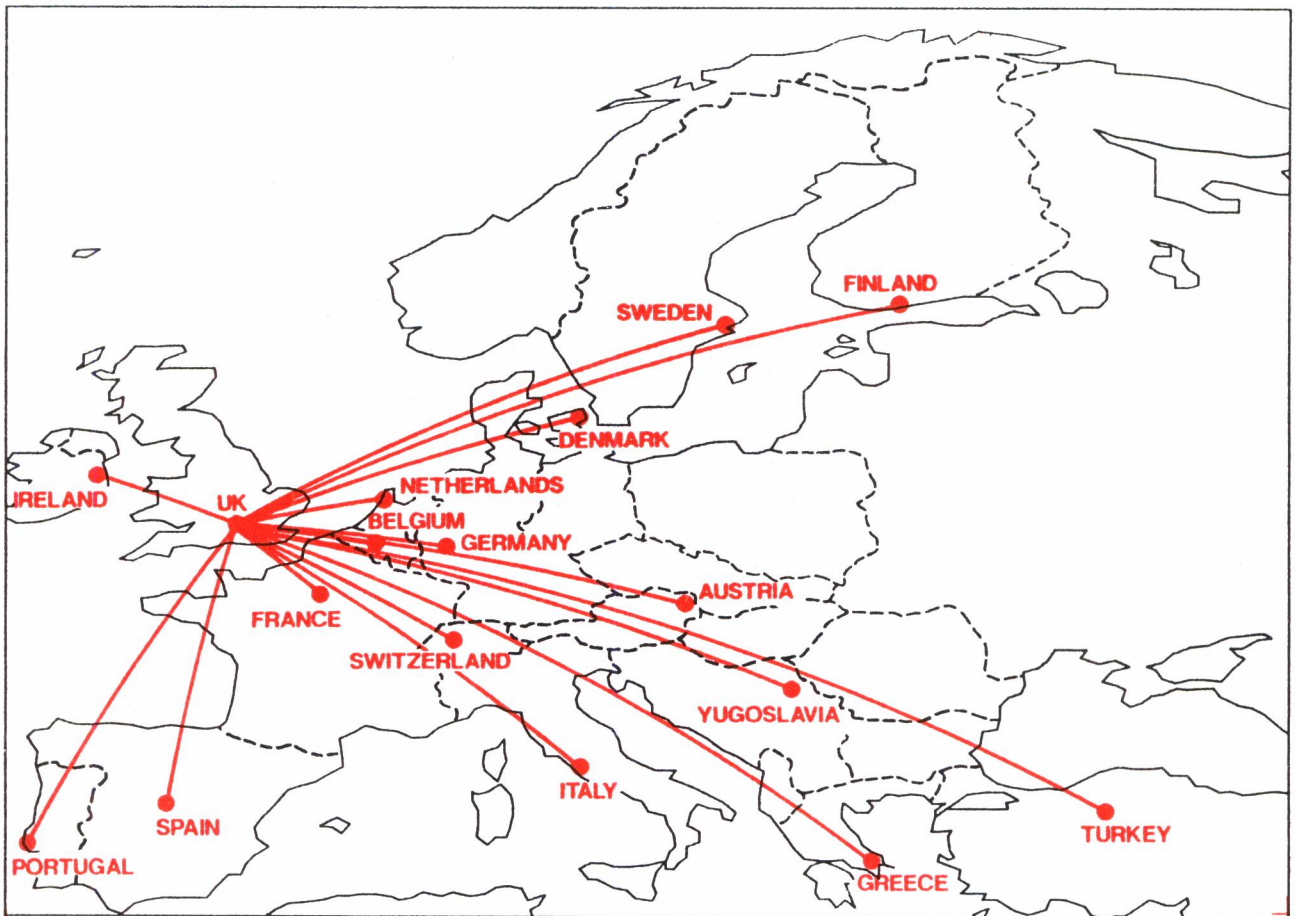 FINLAND
SWEDEN
DENMARK
NETHERLANDS
IRELAND
UK
BELGIUM
GERMANY
AUSTRIA
FRANCE
SWITZERLAND
YUGOSLAVIA
ITALY
SPAIN
TURKEY
PORTUGAL
GREECE